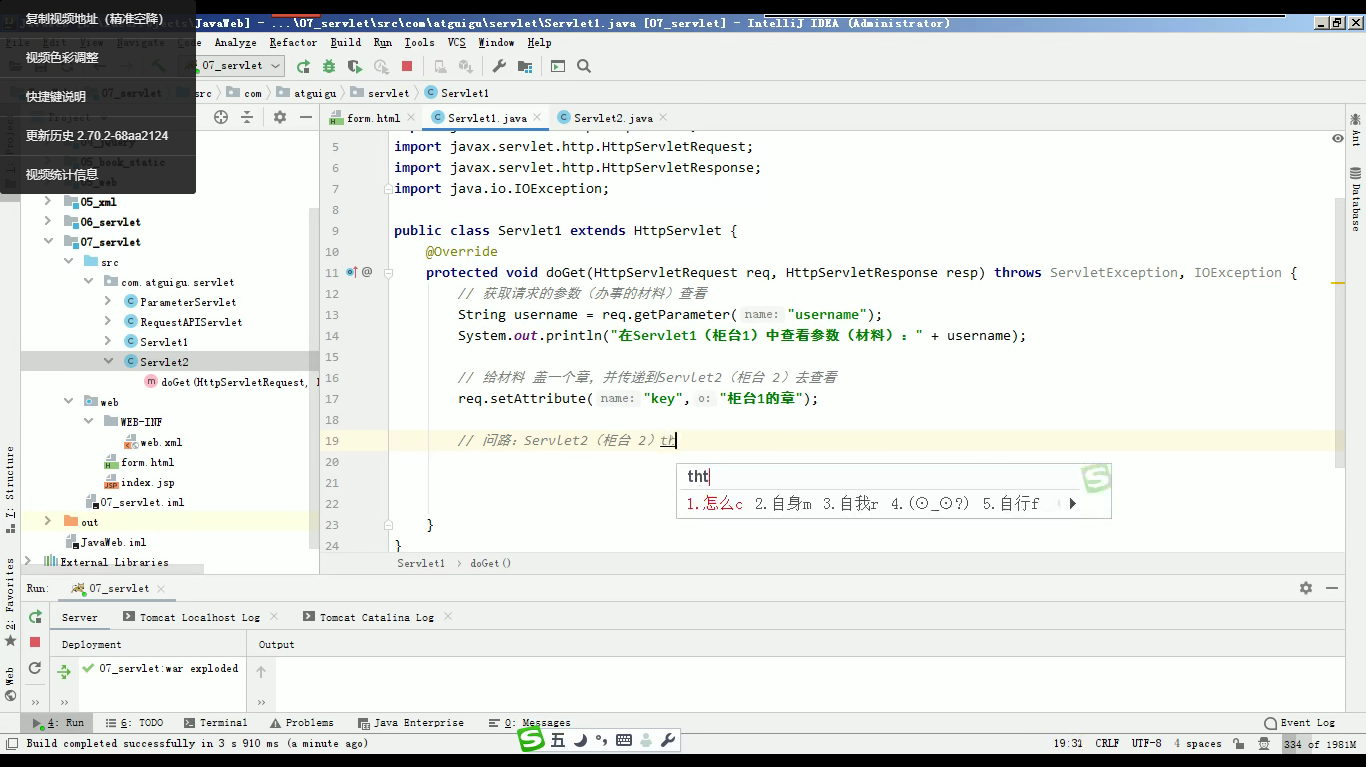 复制视频地址 (精准空降)
视频色彩调整
快捷键说明
更新历史 2.70.2-68aa2124
视频统计信息
JavaWeb] - ...\07_servlet\src\com\atguigu\servlet\Servlet1.java [07_servlet] - IntelliJ IDEA (Administrator)
File Edit View Navigate Code Analyze Refactor Build Run Tools VCS Window Help
07_servlet
07_servlet src com atguigu servlet Servlet1
Project
form.html Servlet1.java Servlet2.java
05_book_static
05_web
05_xml
06_servlet
07_servlet
src
com.atguigu.servlet
ParameterServlet
RequestAPIServlet
Servlet1
Servlet2
doGet(HttpServletRequest,
web
WEB-INF
web.xml
form.html
index.jsp
07_servlet.iml
out
JavaWeb.iml
External Libraries
5 import javax.servlet.http.HttpServletRequest;
6 import javax.servlet.http.HttpServletResponse;
7 import java.io.IOException;
8
9 public class Servlet1 extends HttpServlet {
10 @Override
11 protected void doGet(HttpServletRequest req, HttpServletResponse resp) throws ServletException, IOException {
12 // 获取请求的参数（办事的材料）查看
13 String username = req.getParameter( name: "username");
14 System.out.println("在Servlet1（柜台1）中查看参数（材料）：" + username);
15
16 // 给材料 盖一个章，并传递到Servlet2（柜台 2）去查看
17 req.setAttribute( name: "key", o: "柜台1的章");
18
19 // 问路：Servlet2（柜台 2）th
20
21
22
23 }
24 }
tht
1.怎么c 2.自身m 3.自我r 4.(⊙_⊙?) 5.自行f
Servlet1 doGet()
Ant
Database
7: Structure
2: Favorites
Web
Run: 07_servlet
Server Tomcat Localhost Log Tomcat Catalina Log
Deployment Output
07_servlet:war exploded
4: Run 6: TODO Terminal Problems Java Enterprise 0: Messages Event Log
Build completed successfully in 3 s 910 ms (a minute ago)
五
19:31 CRLF UTF-8 4 spaces 334 of 1981M